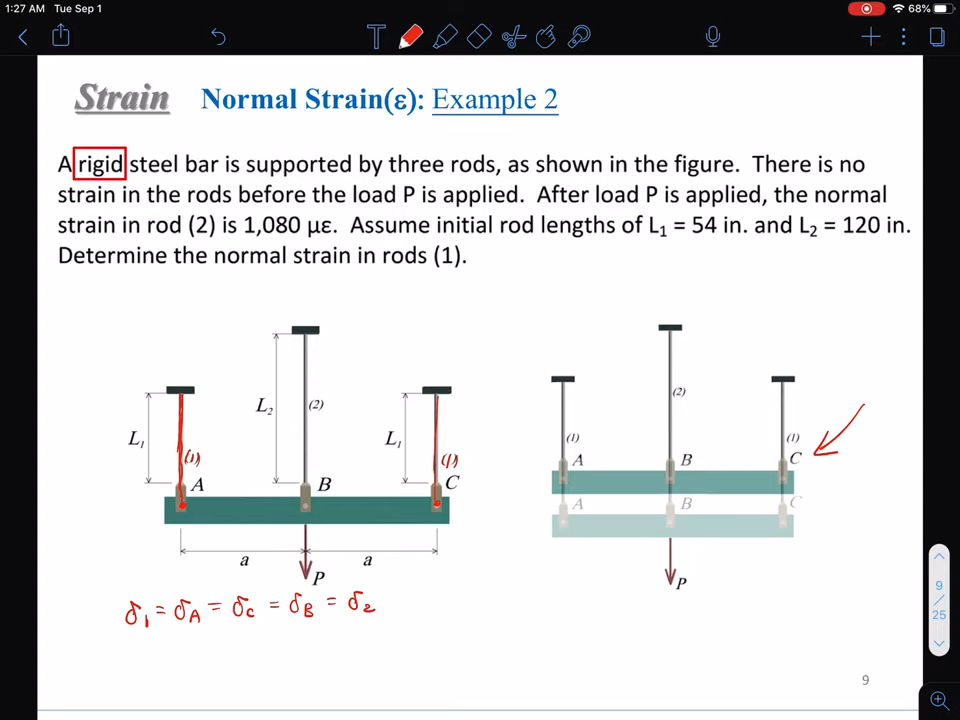 1:27 AM Tue Sep 1 68%
T
Strain Normal Strain(ε): Example 2
A rigid steel bar is supported by three rods, as shown in the figure. There is no
strain in the rods before the load P is applied. After load P is applied, the normal
strain in rod (2) is 1,080 με. Assume initial rod lengths of L₁ = 54 in. and L₂ = 120 in.
Determine the normal strain in rods (1).
L₁
(1)
A
L₂
(2)
B
L₁
(1)
C
a
a
P
δ₁ = δA = δC = δB = δ₂
(1)
A
(2)
B
(1)
C
A
B
C
P
9
9
25